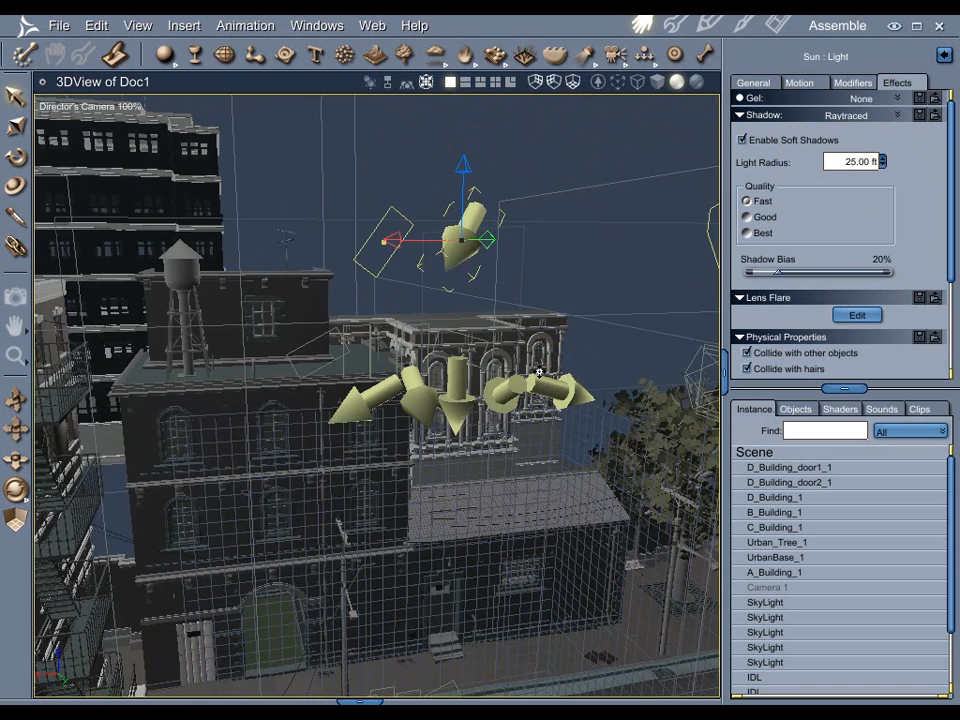 File Edit View Insert Animation Windows Web Help
Assemble
3DView of Doc1
Director's Camera 100%
Sun : Light
General Motion Modifiers Effects
Gel: None
Shadow: Raytraced
Enable Soft Shadows
Light Radius: 25.00 ft
Quality
Fast
Good
Best
Shadow Bias 20%
Lens Flare
Edit
Physical Properties
Collide with other objects
Collide with hairs
Instance Objects Shaders Sounds Clips
Find: All
Scene
D_Building_door1_1
D_Building_door2_1
D_Building_1
B_Building_1
C_Building_1
Urban_Tree_1
UrbanBase_1
A_Building_1
Camera 1
SkyLight
SkyLight
SkyLight
SkyLight
SkyLight
IDL
IDL